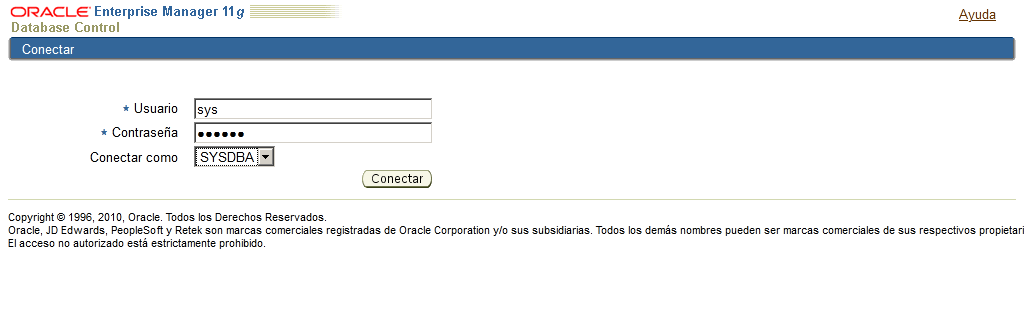 ORACLE Enterprise Manager 11g
Ayuda
Database Control
Conectar
* Usuario sys
* Contraseña ●●●●●●
Conectar como SYSDBA
Conectar
Copyright © 1996, 2010, Oracle. Todos los Derechos Reservados.
Oracle, JD Edwards, PeopleSoft y Retek son marcas comerciales registradas de Oracle Corporation y/o sus subsidiarias. Todos los demás nombres pueden ser marcas comerciales de sus respectivos propietari
El acceso no autorizado está estrictamente prohibido.